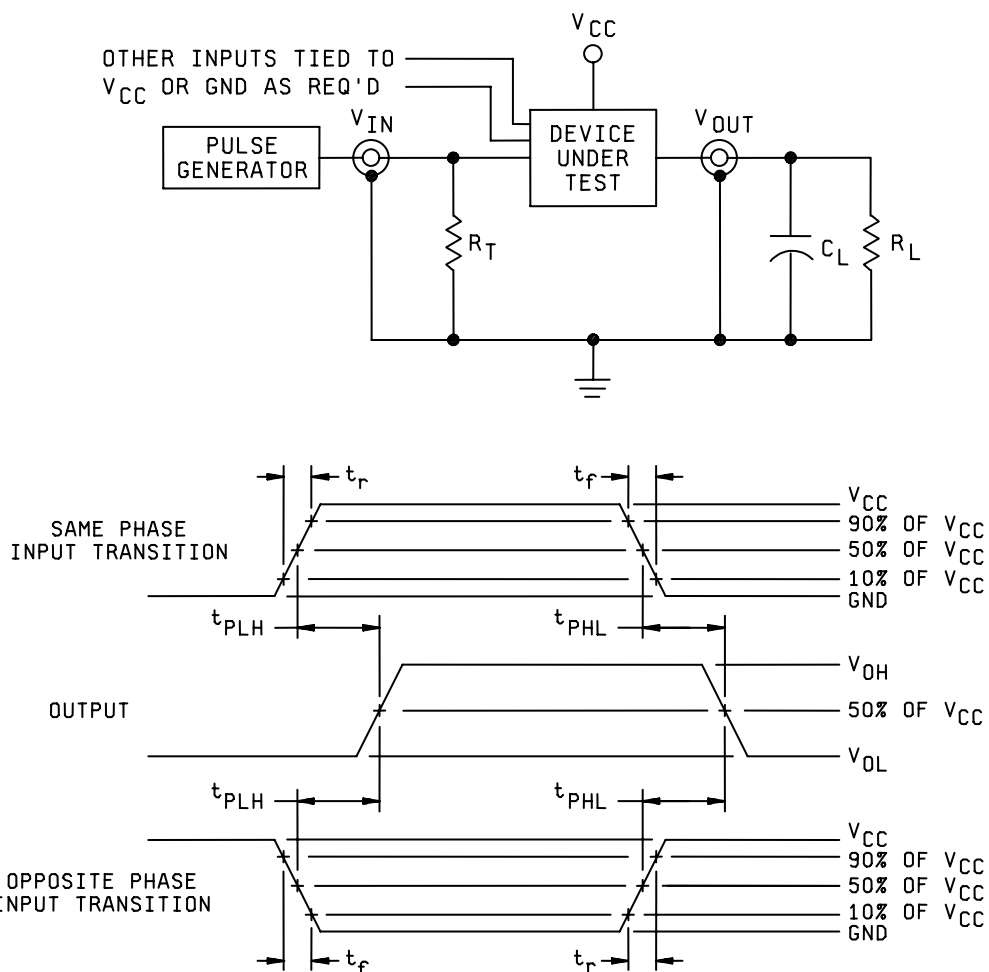 VCC
OTHER INPUTS TIED TO
VCC OR GND AS REQ'D
VIN
VOUT
PULSE
GENERATOR
DEVICE
UNDER
TEST
RT
CL
RL
tr
tf
SAME PHASE
INPUT TRANSITION
VCC
90% OF VCC
50% OF VCC
10% OF VCC
GND
tPLH
tPHL
OUTPUT
VOH
50% OF VCC
VOL
tPLH
tPHL
OPPOSITE PHASE
INPUT TRANSITION
VCC
90% OF VCC
50% OF VCC
10% OF VCC
GND
tf
tr